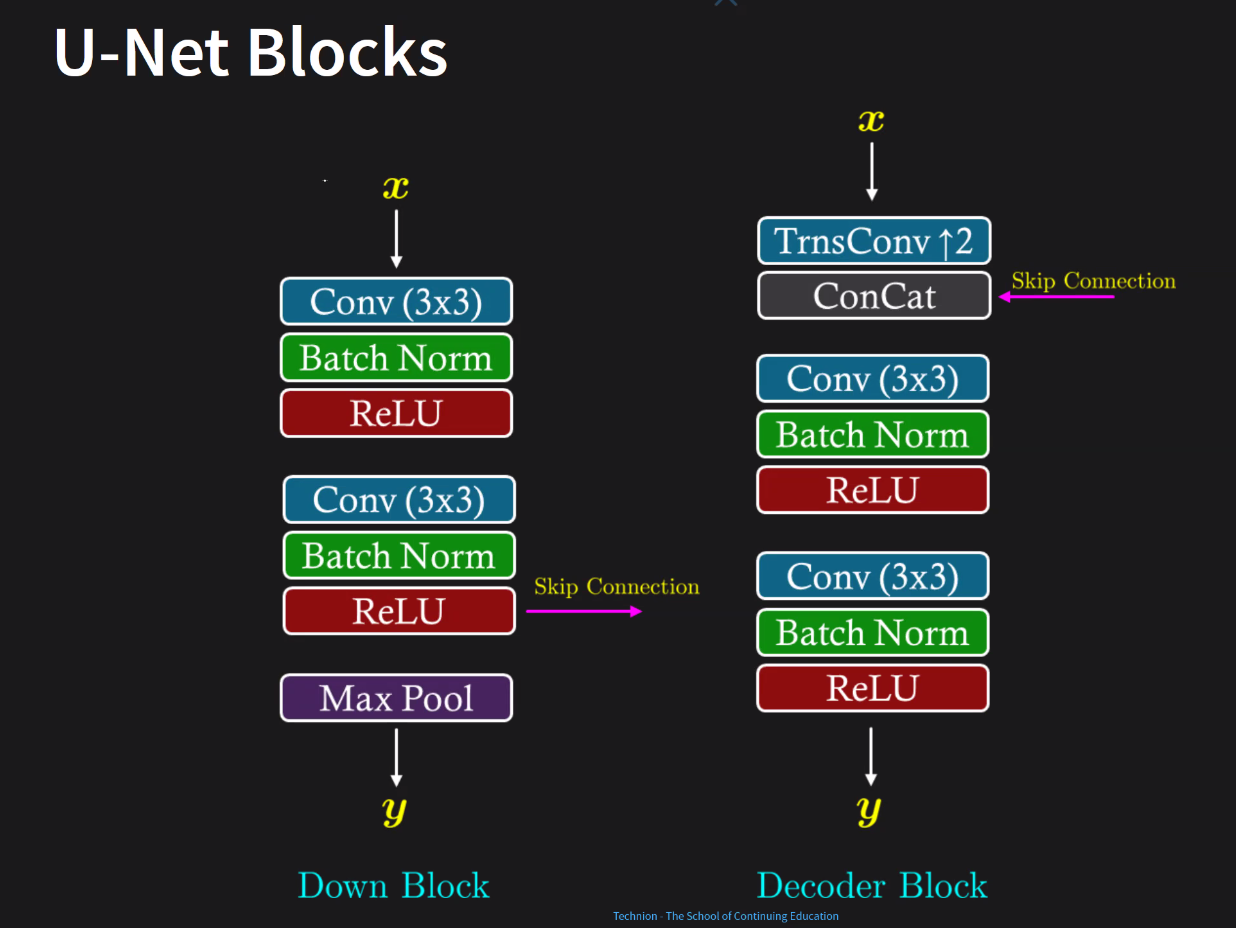 U-Net Blocks
x
Conv (3x3)
Batch Norm
ReLU
Conv (3x3)
Batch Norm
ReLU
Skip Connection
Max Pool
y
Down Block
x
TrnsConv ↑2
ConCat
Skip Connection
Conv (3x3)
Batch Norm
ReLU
Conv (3x3)
Batch Norm
ReLU
y
Decoder Block
Technion - The School of Continuing Education